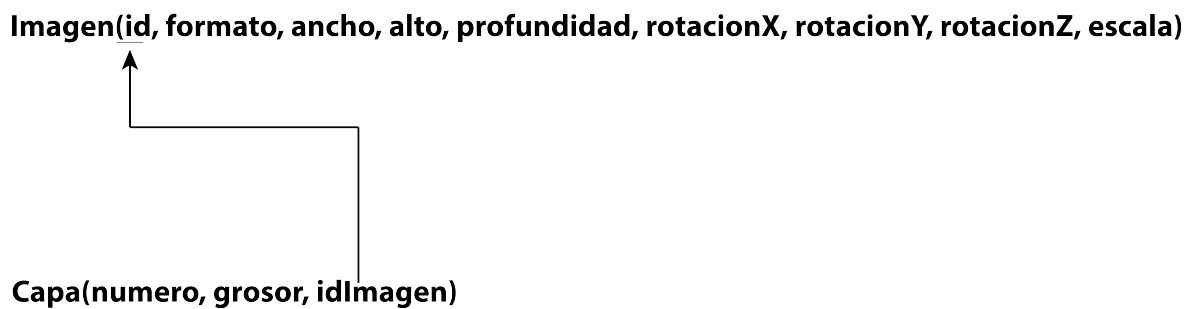 Imagen(id, formato, ancho, alto, profundidad, rotacionX, rotacionY, rotacionZ, escala)
Capa(numero, grosor, idImagen)